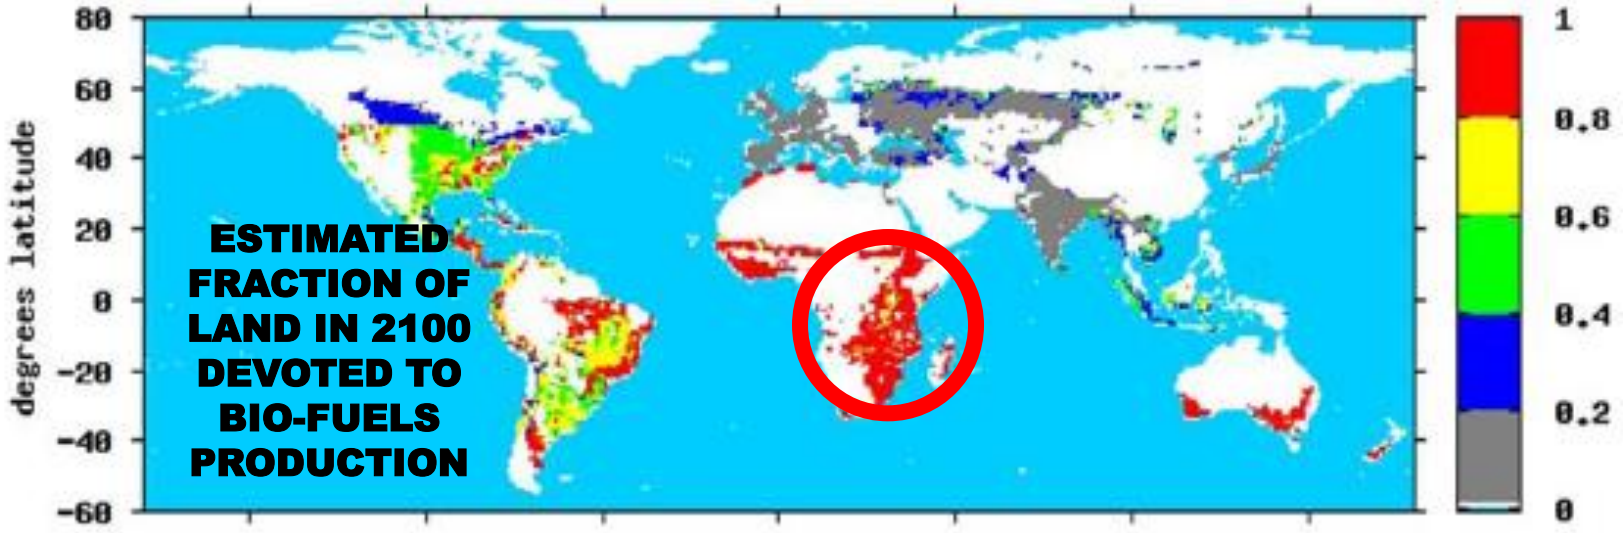 80
60
40
20
0
-20
-40
-60
degrees latitude
ESTIMATED
FRACTION OF
LAND IN 2100
DEVOTED TO
BIO-FUELS
PRODUCTION
1
0.8
0.6
0.4
0.2
0